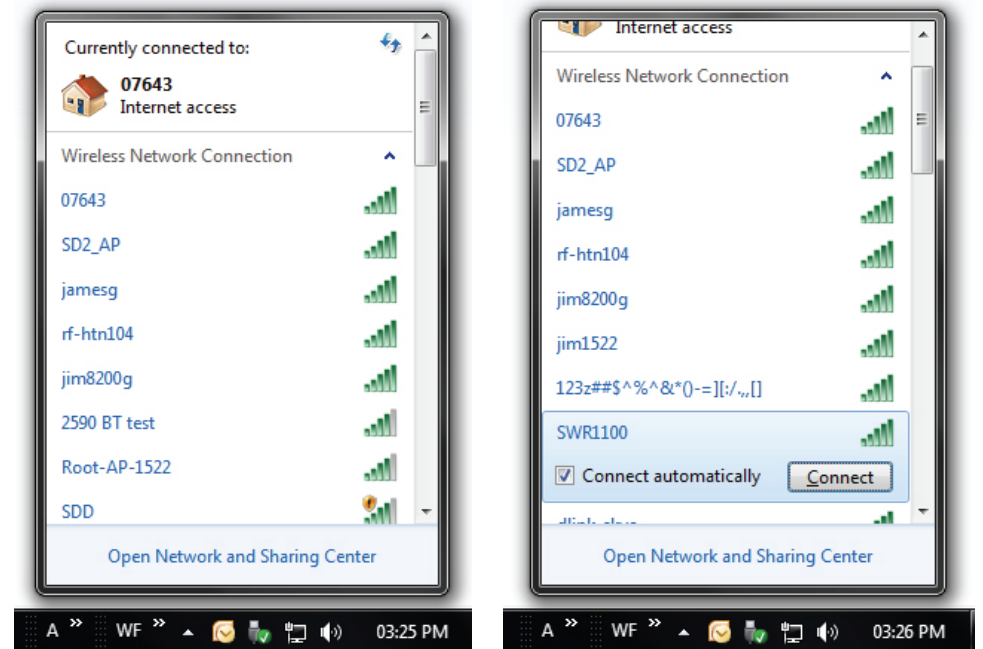 Currently connected to:
07643
Internet access
Wireless Network Connection
07643
SD2_AP
jamesg
rf-htn104
jim8200g
2590 BT test
Root-AP-1522
SDD
Open Network and Sharing Center
A » WF » 03:25 PM
Internet access
Wireless Network Connection
07643
SD2_AP
jamesg
rf-htn104
jim8200g
jim1522
123z##$^%^&*()-=][:/.,,[]
SWR1100
Connect automatically Connect
Open Network and Sharing Center
A » WF » 03:26 PM